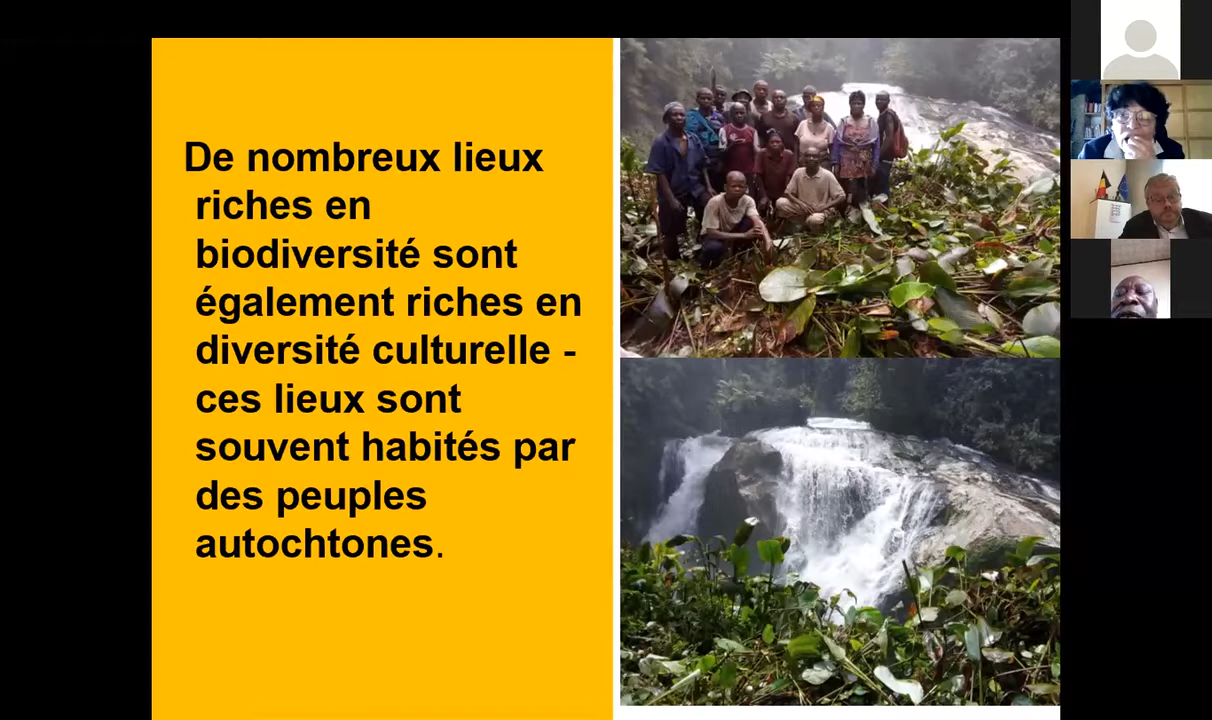 De nombreux lieux
riches en
biodiversité sont
également riches en
diversité culturelle -
ces lieux sont
souvent habités par
des peuples
autochtones.